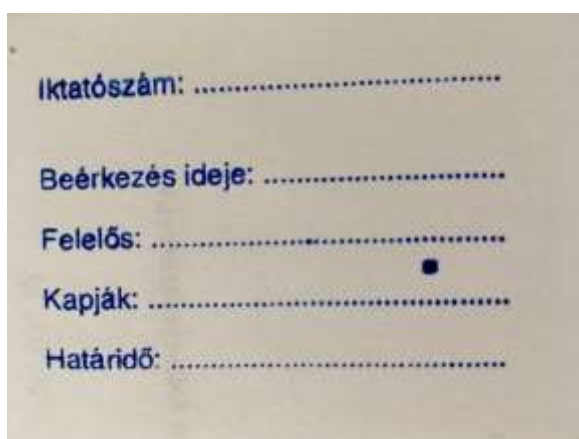 Iktatószám: ........................................
Beérkezés ideje: ................................
Felelős: ..............................................
Kapják: ...............................................
Határidő: ...........................................